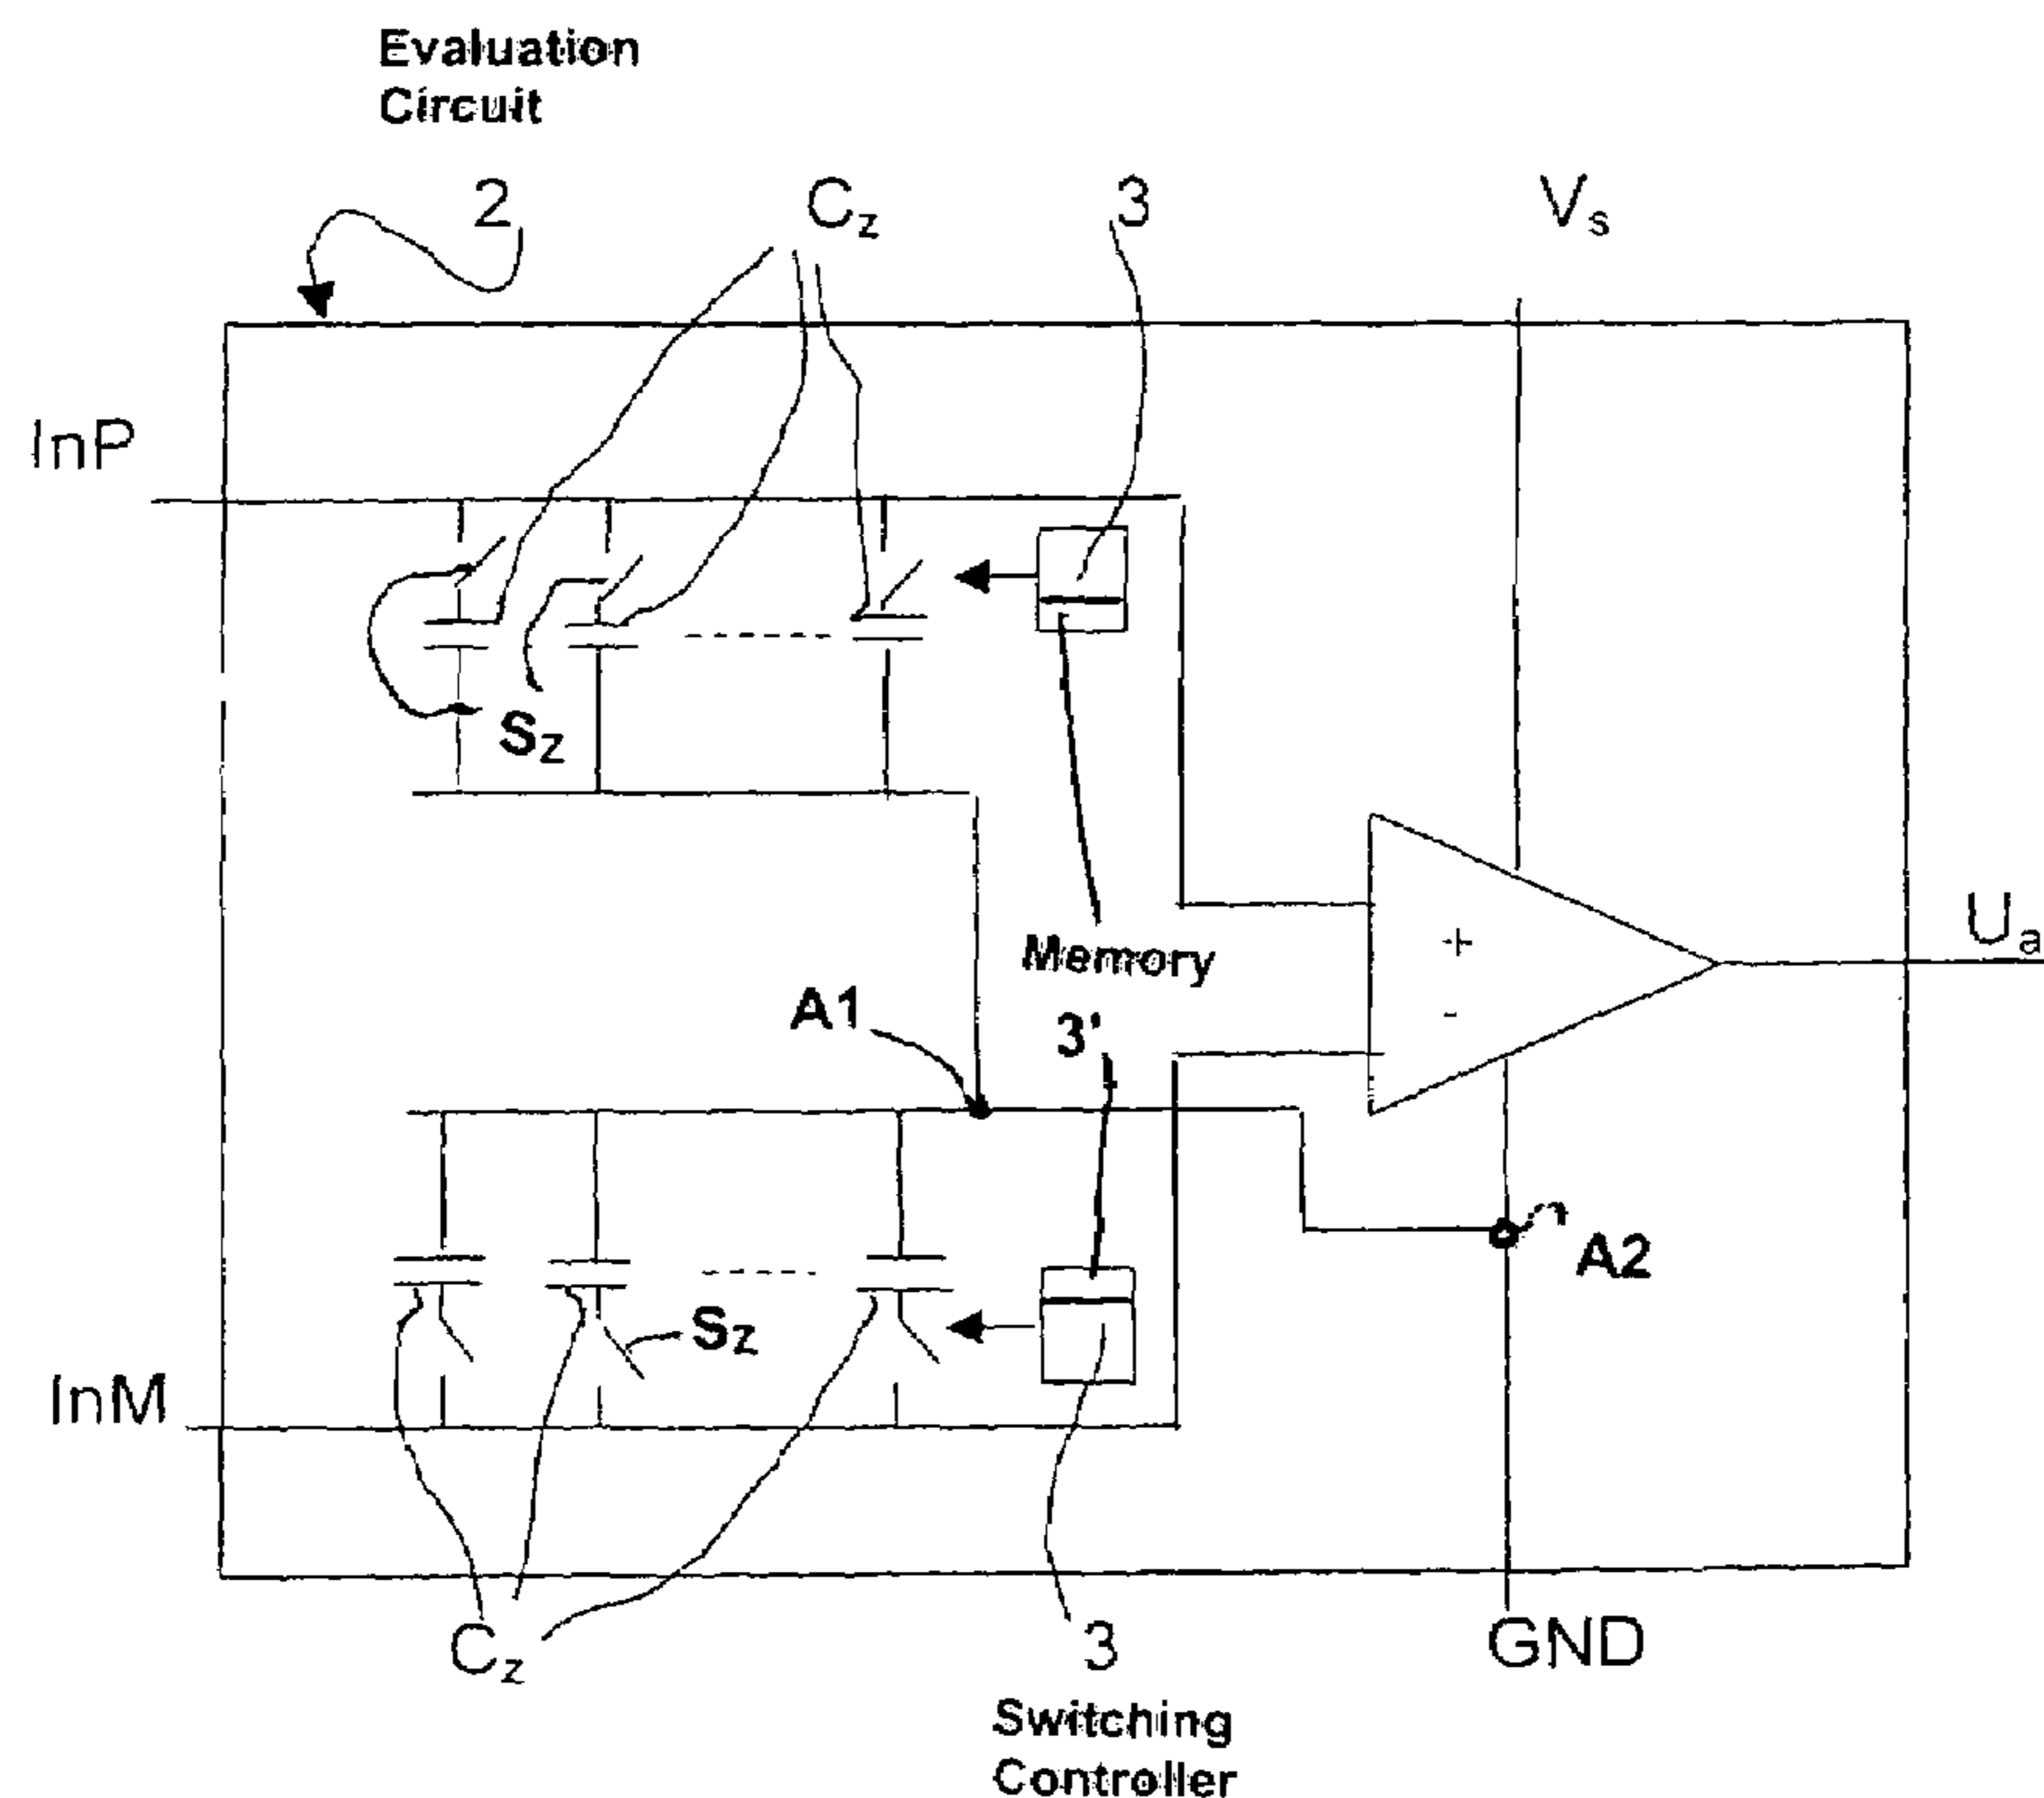 Evaluation
Circuit
2
Cz
3
Vs
InP
Sz
+
-
Ua
Memory
A1
3'
A2
Sz
InM
Cz
3
GND
Switching
Controller